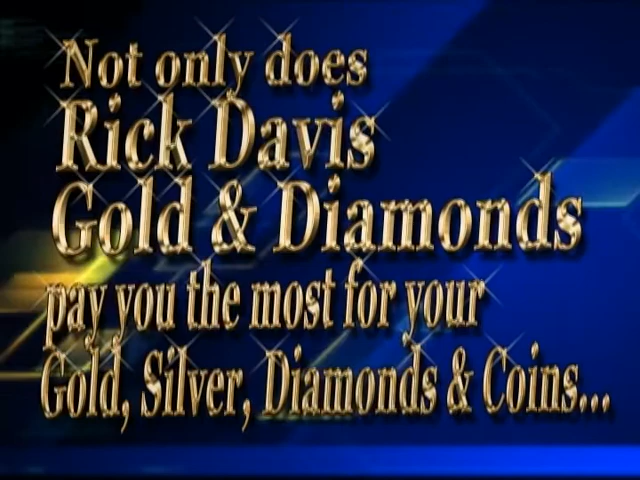 Not only does
Rick Davis
Gold & Diamonds
pay you the most for your
Gold, Silver, Diamonds & Coins...